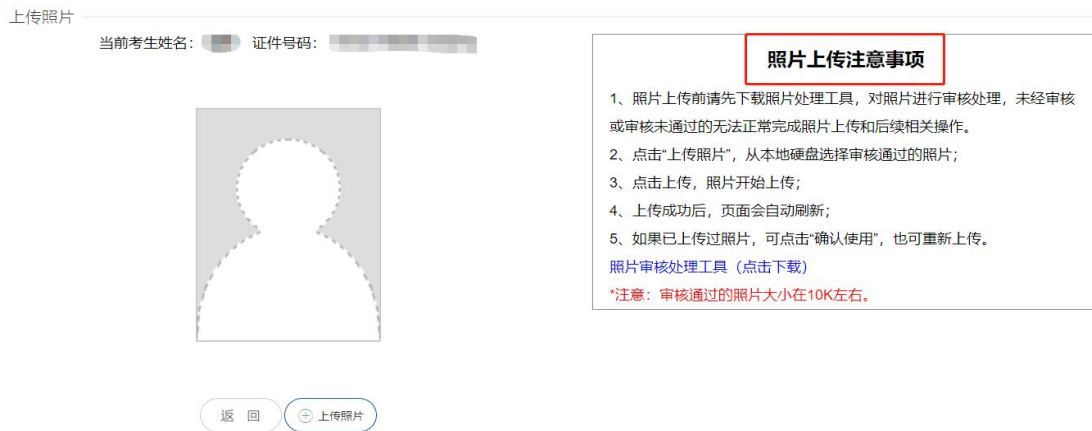 上传照片
当前考生姓名： 证件号码：
照片上传注意事项
1、照片上传前请先下载照片处理工具，对照片进行审核处理，未经审核
或审核未通过的无法正常完成照片上传和后续相关操作。
2、点击“上传照片”，从本地硬盘选择审核通过的照片；
3、点击上传，照片开始上传；
4、上传成功后，页面会自动刷新；
5、如果已上传过照片，可点击“确认使用”，也可重新上传。
照片审核处理工具（点击下载）
*注意：审核通过的照片大小在10K左右。
返 回 上传照片